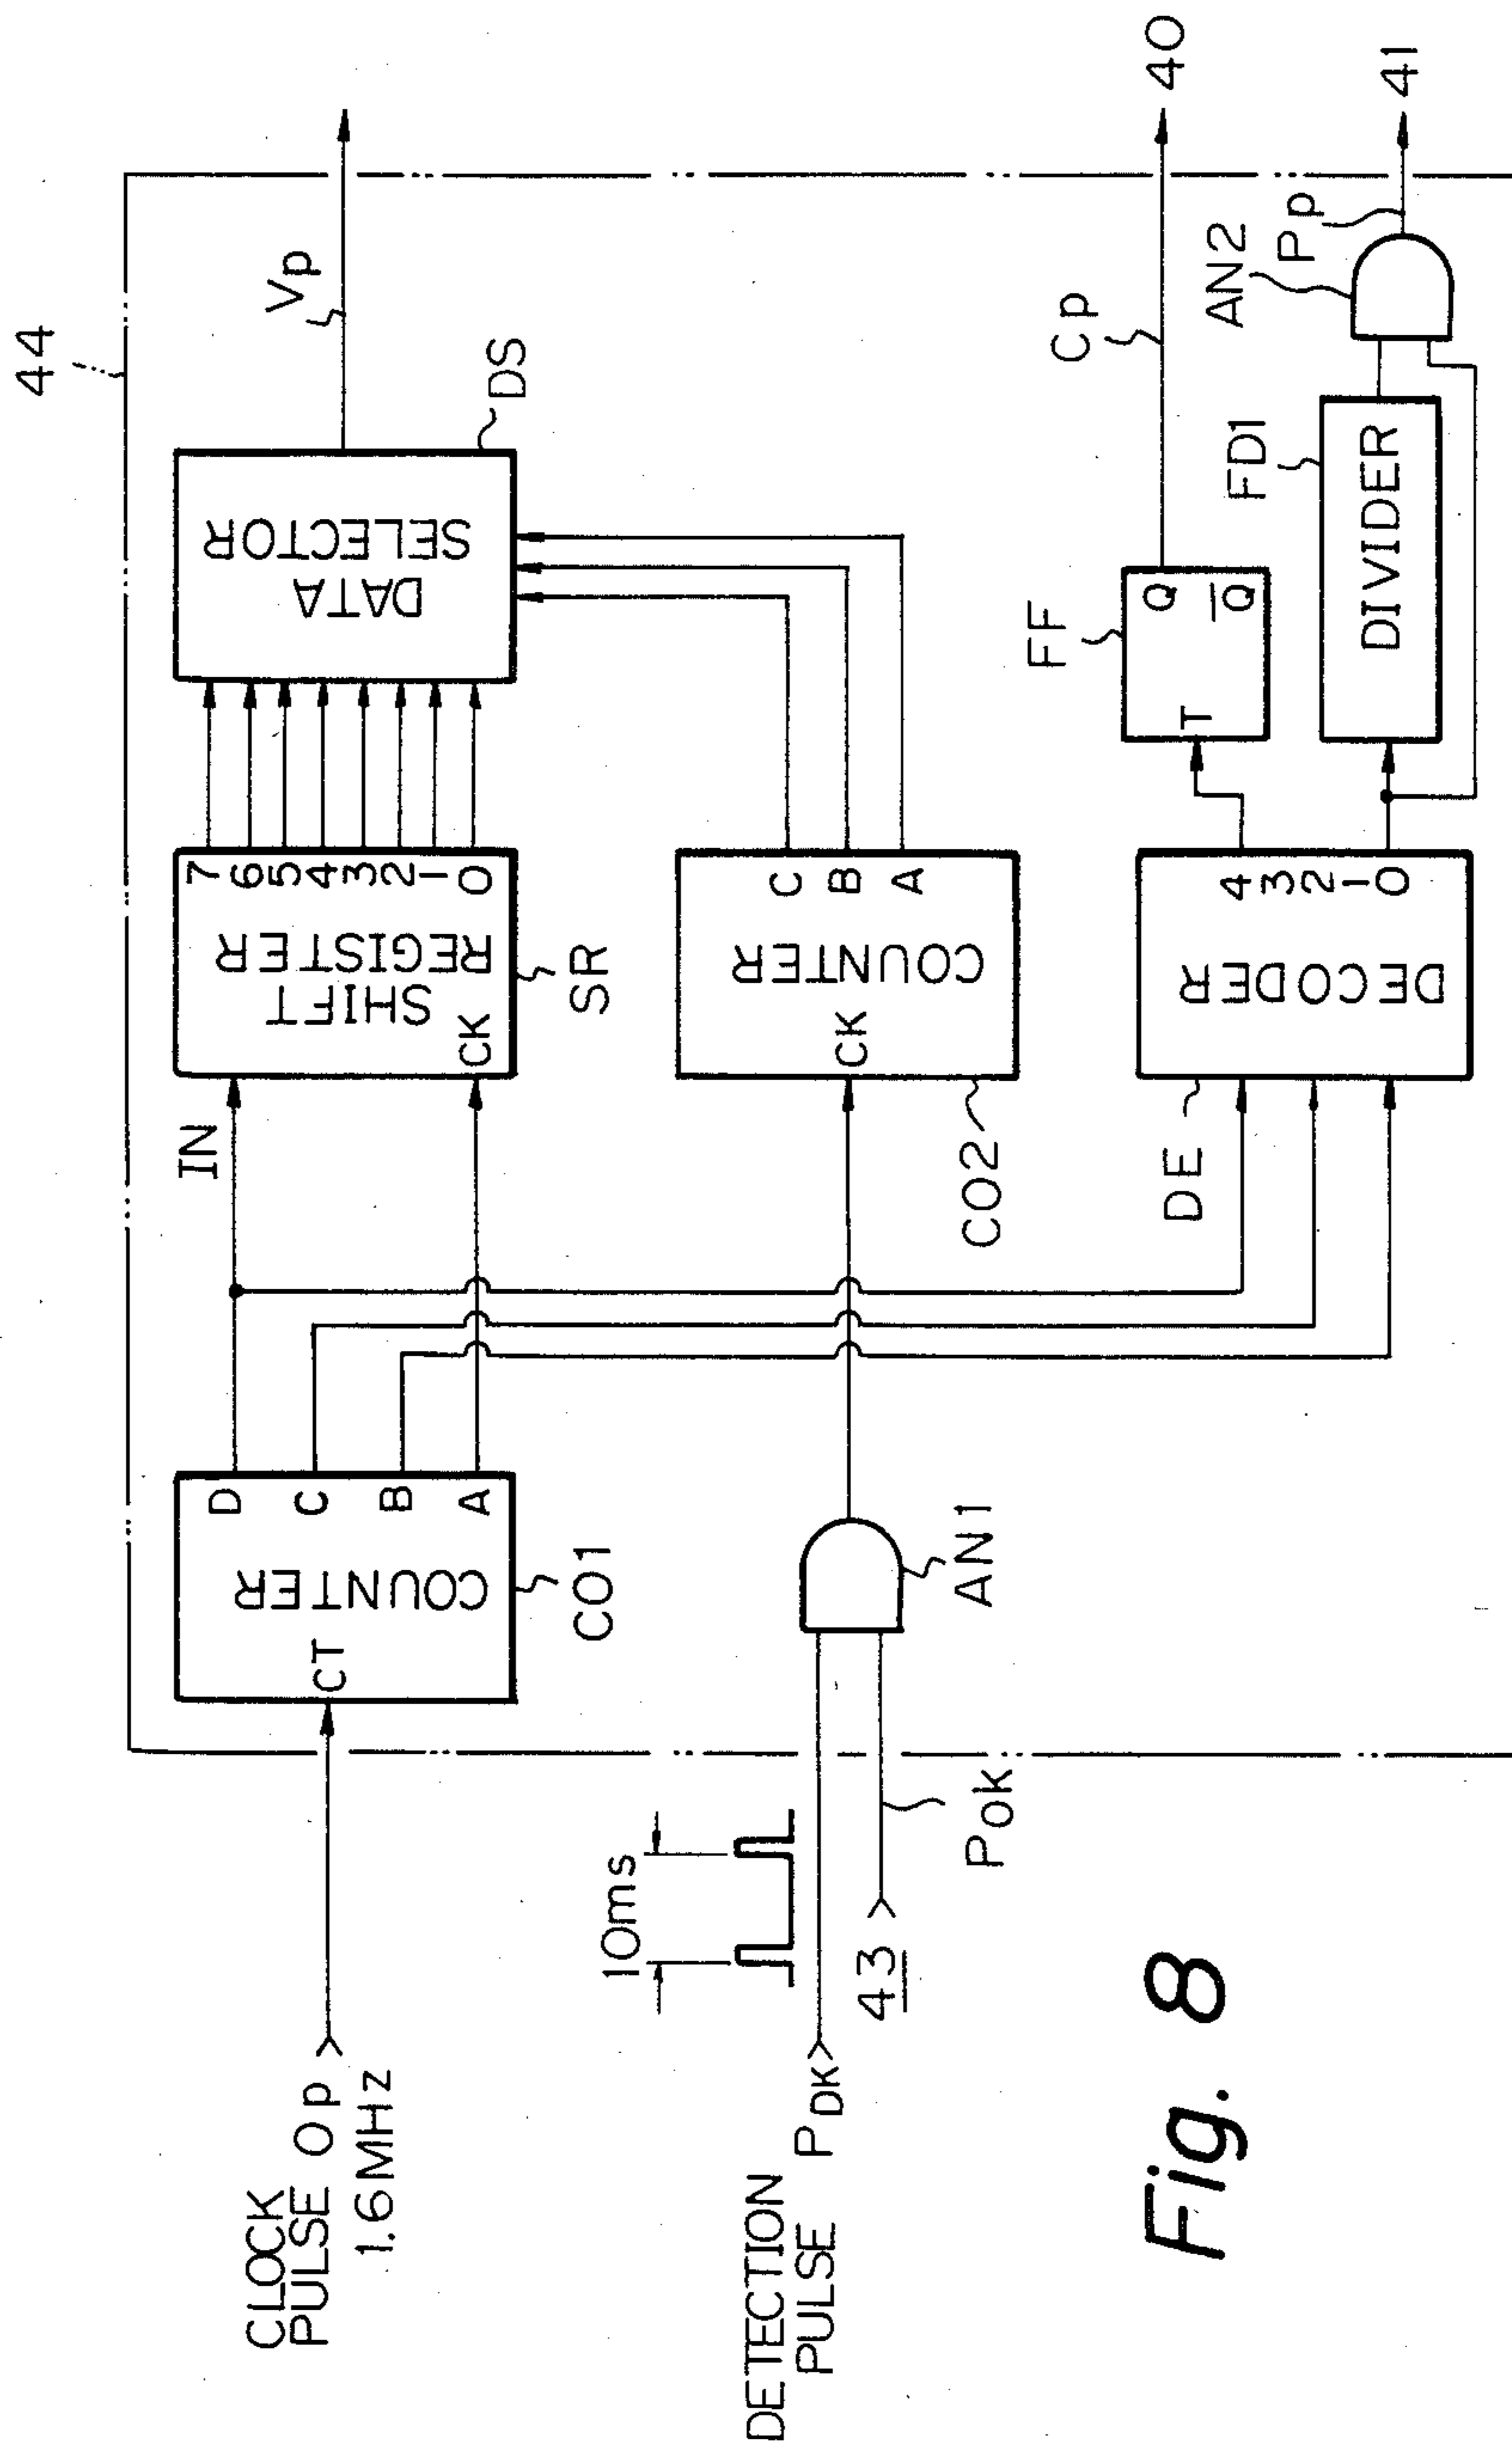 44
CLOCK
PULSE Op
1.6MHz
CT
COUNTER
D
C
B
A
CO1
IN
SHIFT
REGISTER
CK
7
6
5
4
3
2
1
0
SR
DATA
SELECTOR
DS
Vp
DETECTION
PULSE PDK
10ms
43
POK
AN1
CK
COUNTER
C
B
A
CO2
DE
DECODER
4
3
2
1
0
FF
T
Q
Q
Cp
40
FD1
DIVIDER
AN2
Pp
41
Fig. 8